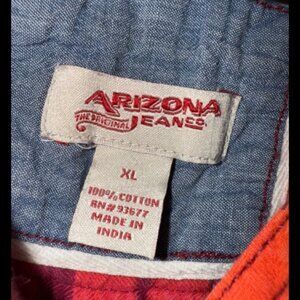 ARIZONA
THE ORIGINAL JEAN CO.
XL
100% COTTON
RN# 93677
MADE IN
INDIA